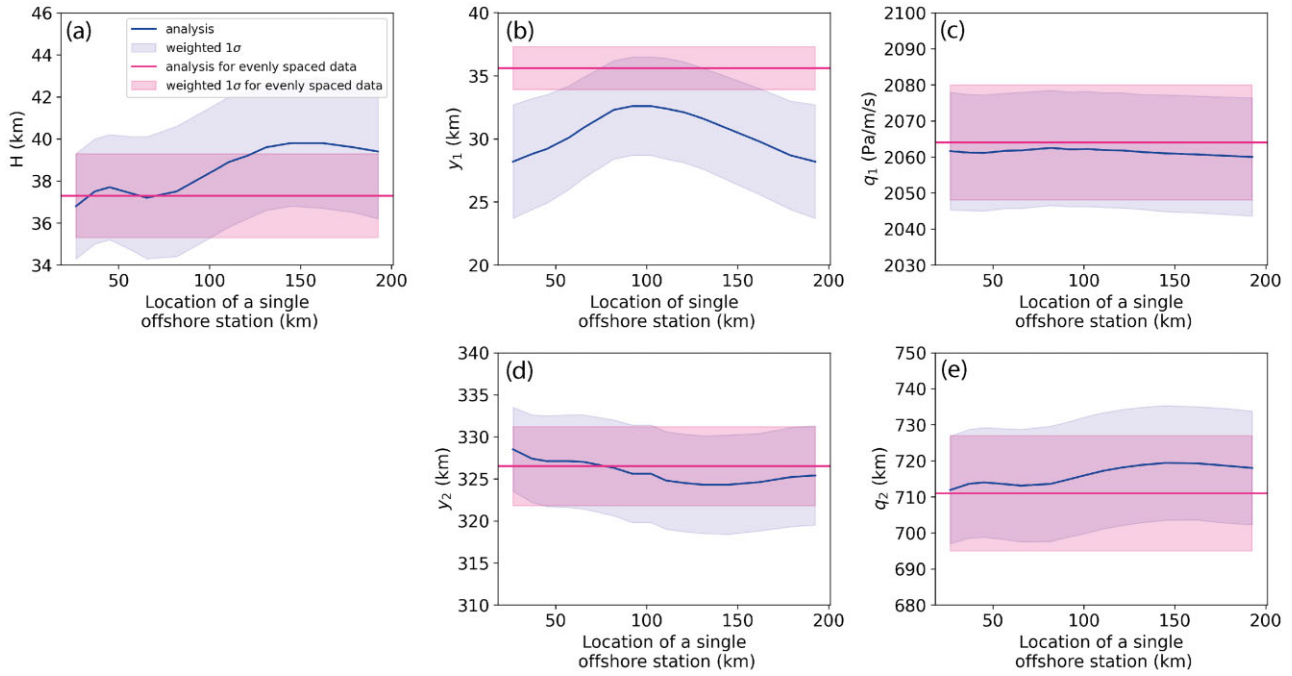 (a)
46
44
42
40
38
36
34
H (km)
analysis
weighted 1σ
analysis for evenly spaced data
weighted 1σ for evenly spaced data
50
100
150
200
Location of a single
offshore station (km)
(b)
40
35
30
25
20
y₁ (km)
50
100
150
200
Location of single
offshore station (km)
(c)
2100
2090
2080
2070
2060
2050
2040
2030
q₁ (Pa/m/s)
50
100
150
200
Location of a single
offshore station (km)
(d)
340
335
330
325
320
315
310
y₂ (km)
50
100
150
200
Location of a single
offshore station (km)
(e)
750
740
730
720
710
700
690
680
q₂ (km)
50
100
150
200
Location of a single
offshore station (km)